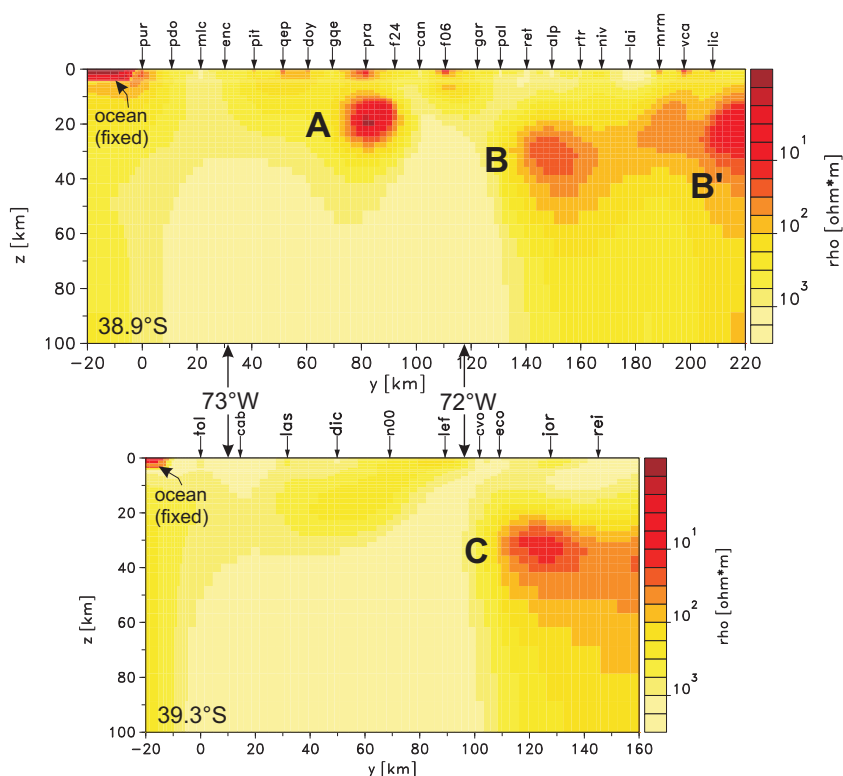 pur pdo mlc enc pit qep doy gqe pra f24 can f06 gar pal ret alp rtr niv lai mrm vca lic
0
20
40
60
80
100
z [km]
ocean
(fixed)
A
B
B'
38.9°S
−20 0 20 40 60 80 100 120 140 160 180 200 220
y [km]
10¹
10²
10³
rho [ohm*m]
73°W
72°W
tol cab las dic n00 lef cvo eco jor rei
0
20
40
60
80
100
z [km]
ocean
(fixed)
C
39.3°S
−20 0 20 40 60 80 100 120 140 160
y [km]
10¹
10²
10³
rho [ohm*m]